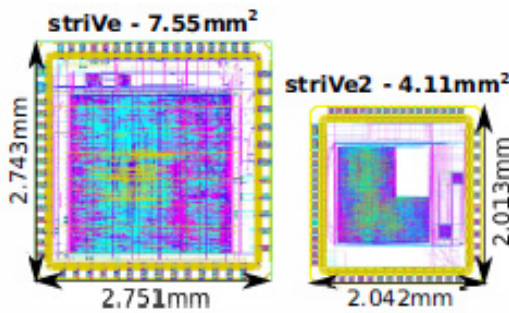 striVe - 7.55mm²
2.743mm
2.751mm
striVe2 - 4.11mm²
2.013mm
2.042mm